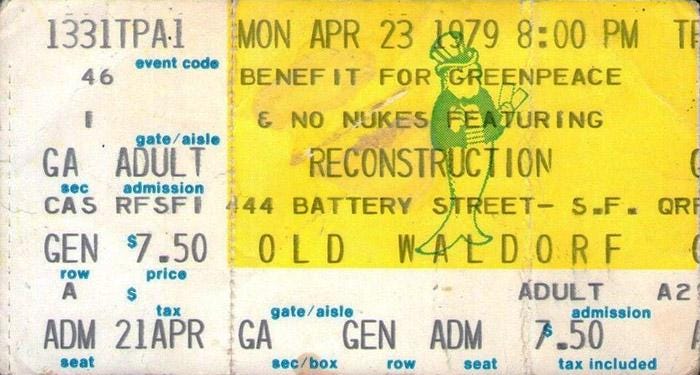 1331TPA1 MON APR 23 1979 8:00 PM
event code
46 BENEFIT FOR GREENPEACE
& NO NUKES FEATURING
gate/aisle
GA ADULT RECONSTRUCTION
sec admission
CAS RFSFI 444 BATTERY STREET- S.F.
GEN $7.50 OLD WALDORF
row price
A $ ADULT A2
tax gate/aisle admission
ADM 21APR GA GEN ADM 7.50
seat sec/box row seat tax included